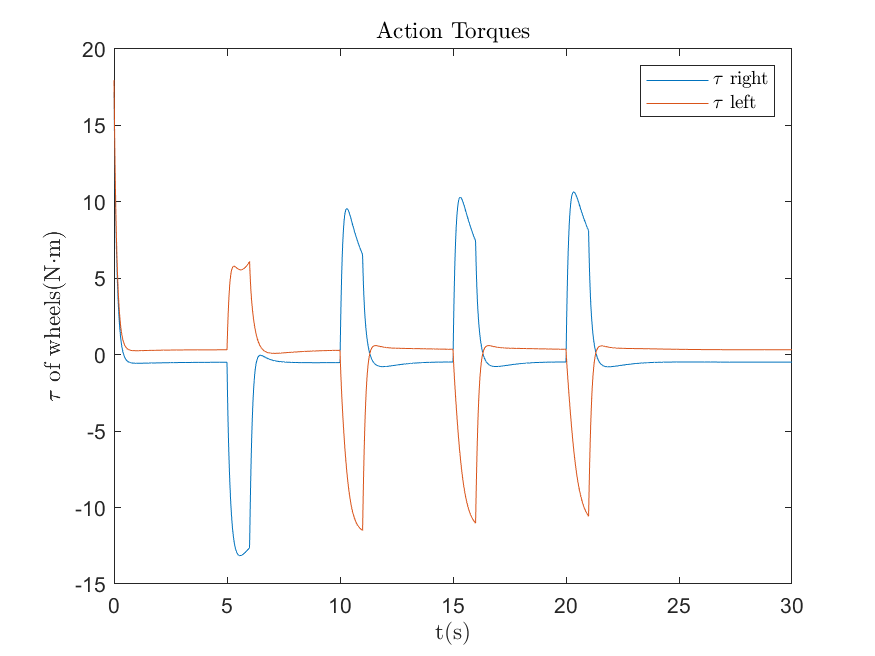 Action Torques
τ right
τ left
20
15
10
5
0
-5
-10
-15
τ of wheels(N·m)
0 5 10 15 20 25 30
t(s)